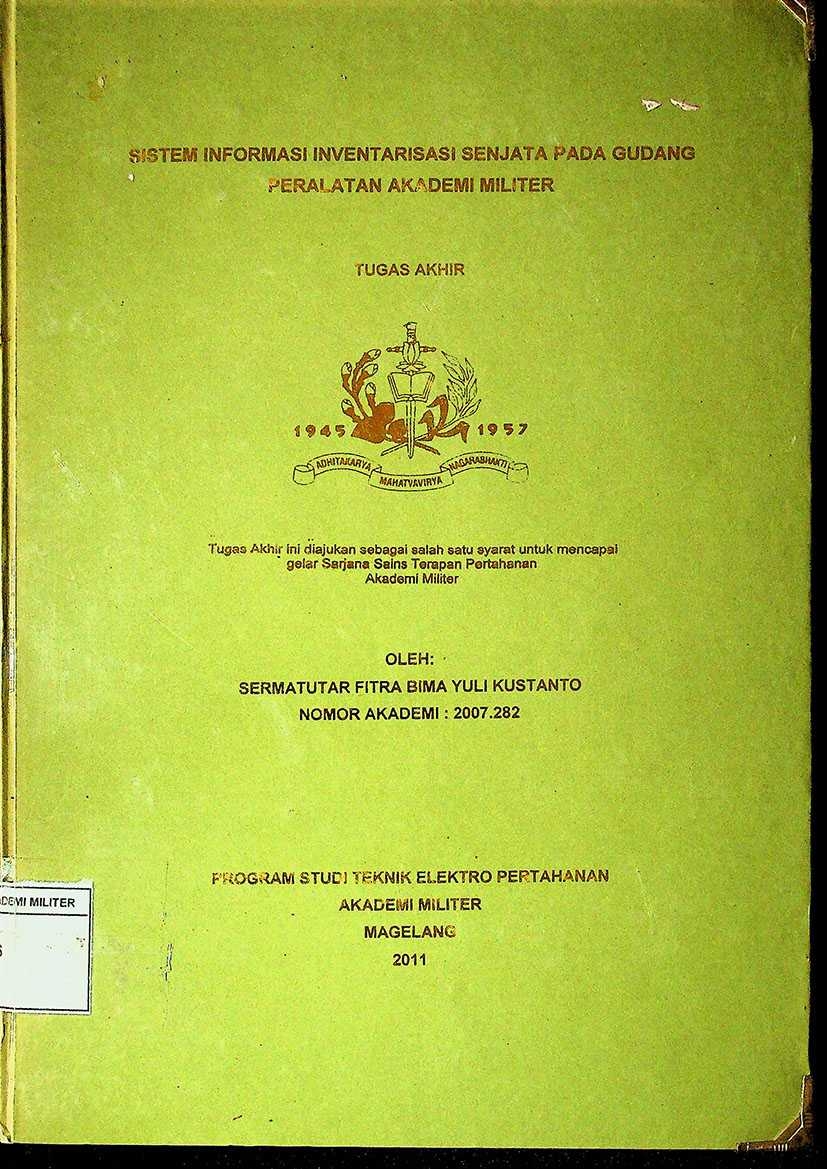 SISTEM INFORMASI INVENTARISASI SENJATA PADA GUDANG
PERALATAN AKADEMI MILITER
TUGAS AKHIR
1945 1957
ADHITAKARYA
MAHATVAVIRYA
NAGARABHAKTI
Tugas Akhir ini diajukan sebagai salah satu syarat untuk mencapai
gelar Sarjana Sains Terapan Pertahanan
Akademi Militer
OLEH:
SERMATUTAR FITRA BIMA YULI KUSTANTO
NOMOR AKADEMI : 2007.282
PROGRAM STUDI TEKNIK ELEKTRO PERTAHANAN
AKADEMI MILITER
MAGELANG
2011
MILITER